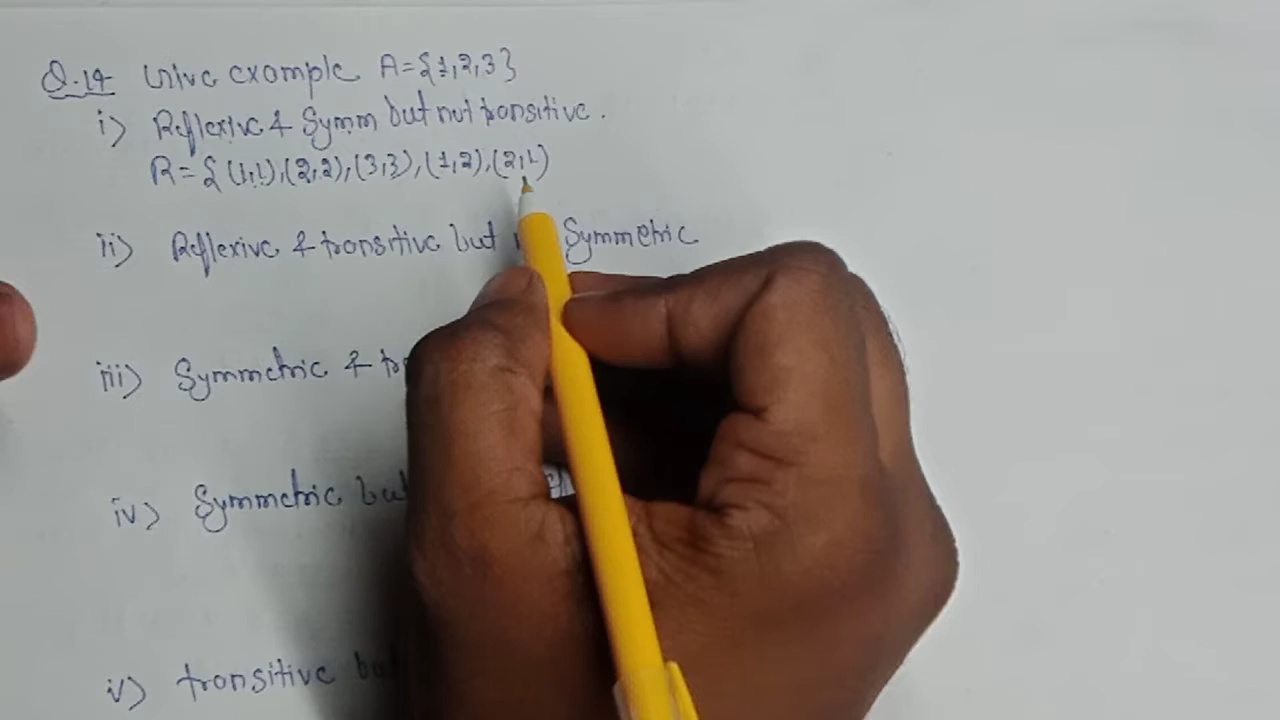 Q.14 Give example A={1,2,3}
i) Reflexive & Symm but not transitive.
R={(1,1),(2,2),(3,3),(1,2),(2,1)
ii) Reflexive & transitive but Symmetric
iii) Symmetric &
iv) Symmetric but
v) transitive